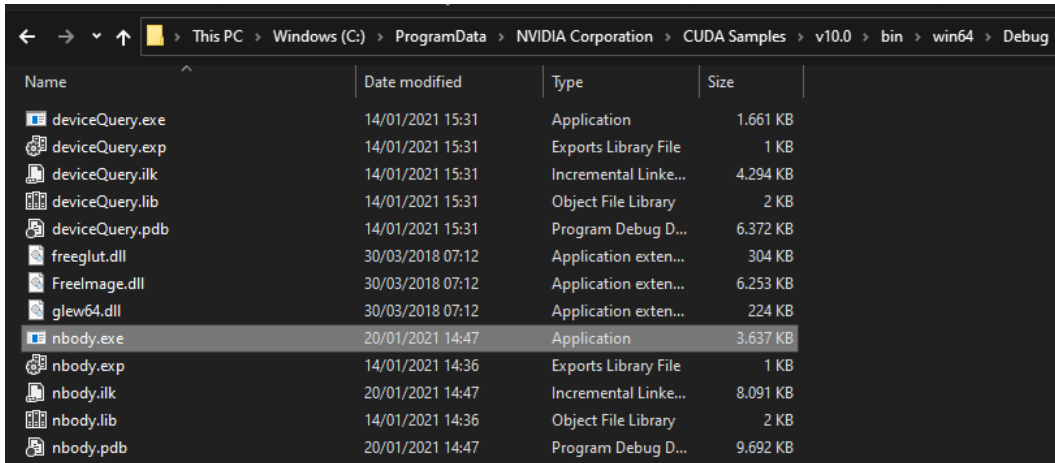 This PC > Windows (C:) > ProgramData > NVIDIA Corporation > CUDA Samples > v10.0 > bin > win64 > Debug
Name Date modified Type Size
deviceQuery.exe 14/01/2021 15:31 Application 1.661 KB
deviceQuery.exp 14/01/2021 15:31 Exports Library File 1 KB
deviceQuery.ilk 14/01/2021 15:31 Incremental Linke... 4.294 KB
deviceQuery.lib 14/01/2021 15:31 Object File Library 2 KB
deviceQuery.pdb 14/01/2021 15:31 Program Debug D... 6.372 KB
freeglut.dll 30/03/2018 07:12 Application exten... 304 KB
FreeImage.dll 30/03/2018 07:12 Application exten... 6.253 KB
glew64.dll 30/03/2018 07:12 Application exten... 224 KB
nbody.exe 20/01/2021 14:47 Application 3.637 KB
nbody.exp 14/01/2021 14:36 Exports Library File 1 KB
nbody.ilk 20/01/2021 14:47 Incremental Linke... 8.091 KB
nbody.lib 14/01/2021 14:36 Object File Library 2 KB
nbody.pdb 20/01/2021 14:47 Program Debug D... 9.692 KB